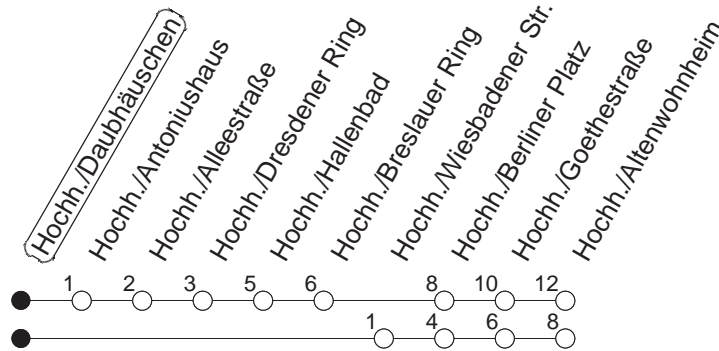 Hochh./Daubhäuschen
Hochh./Antoniushaus
Hochh./Alleestraße
Hochh./Dresdener Ring
Hochh./Hallenbad
Hochh./Breslauer Ring
Hochh./Wiesbadener Str.
Hochh./Berliner Platz
Hochh./Goethestraße
Hochh./Altenwohnheim
1 2 3 5 6 8 10 12
1 4 6 8